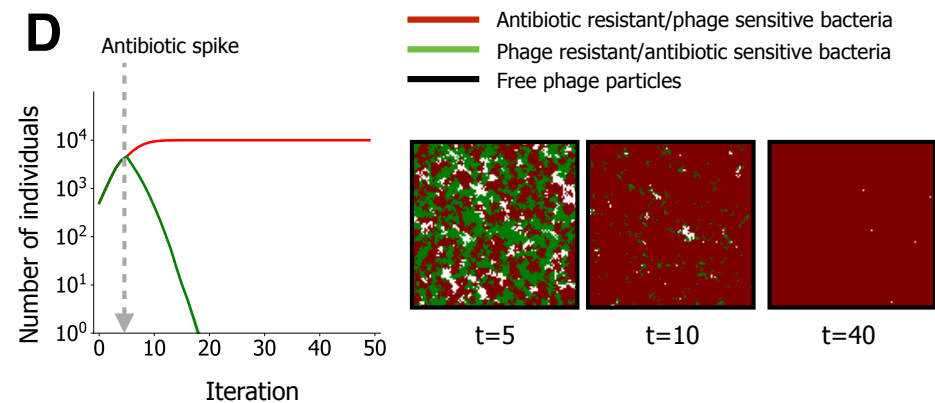 D
Antibiotic spike
Antibiotic resistant/phage sensitive bacteria
Phage resistant/antibiotic sensitive bacteria
Free phage particles
Number of individuals
10^4
10^3
10^2
10^1
10^0
0 10 20 30 40 50
Iteration
t=5 t=10 t=40